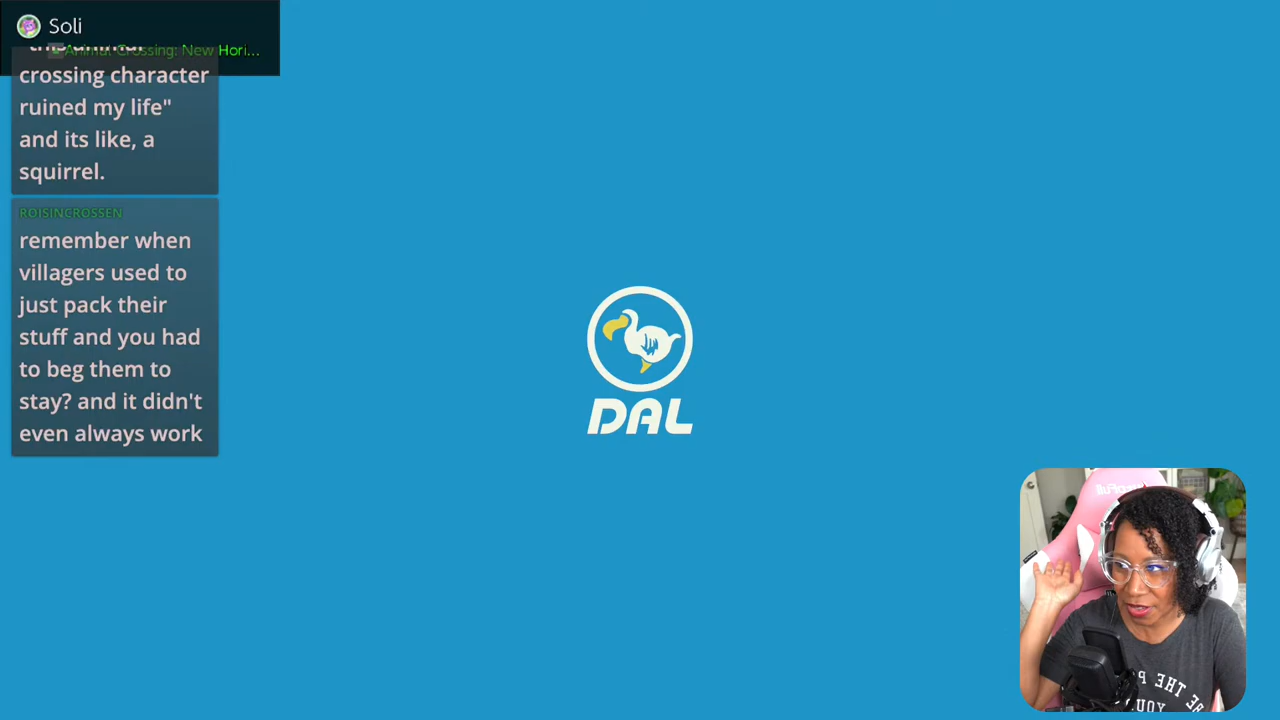 Soli
Animal Crossing: New Hori...
crossing character
ruined my life"
and its like, a
squirrel.
ROISINCROSSEN
remember when
villagers used to
just pack their
stuff and you had
to beg them to
stay? and it didn't
even always work
DAL